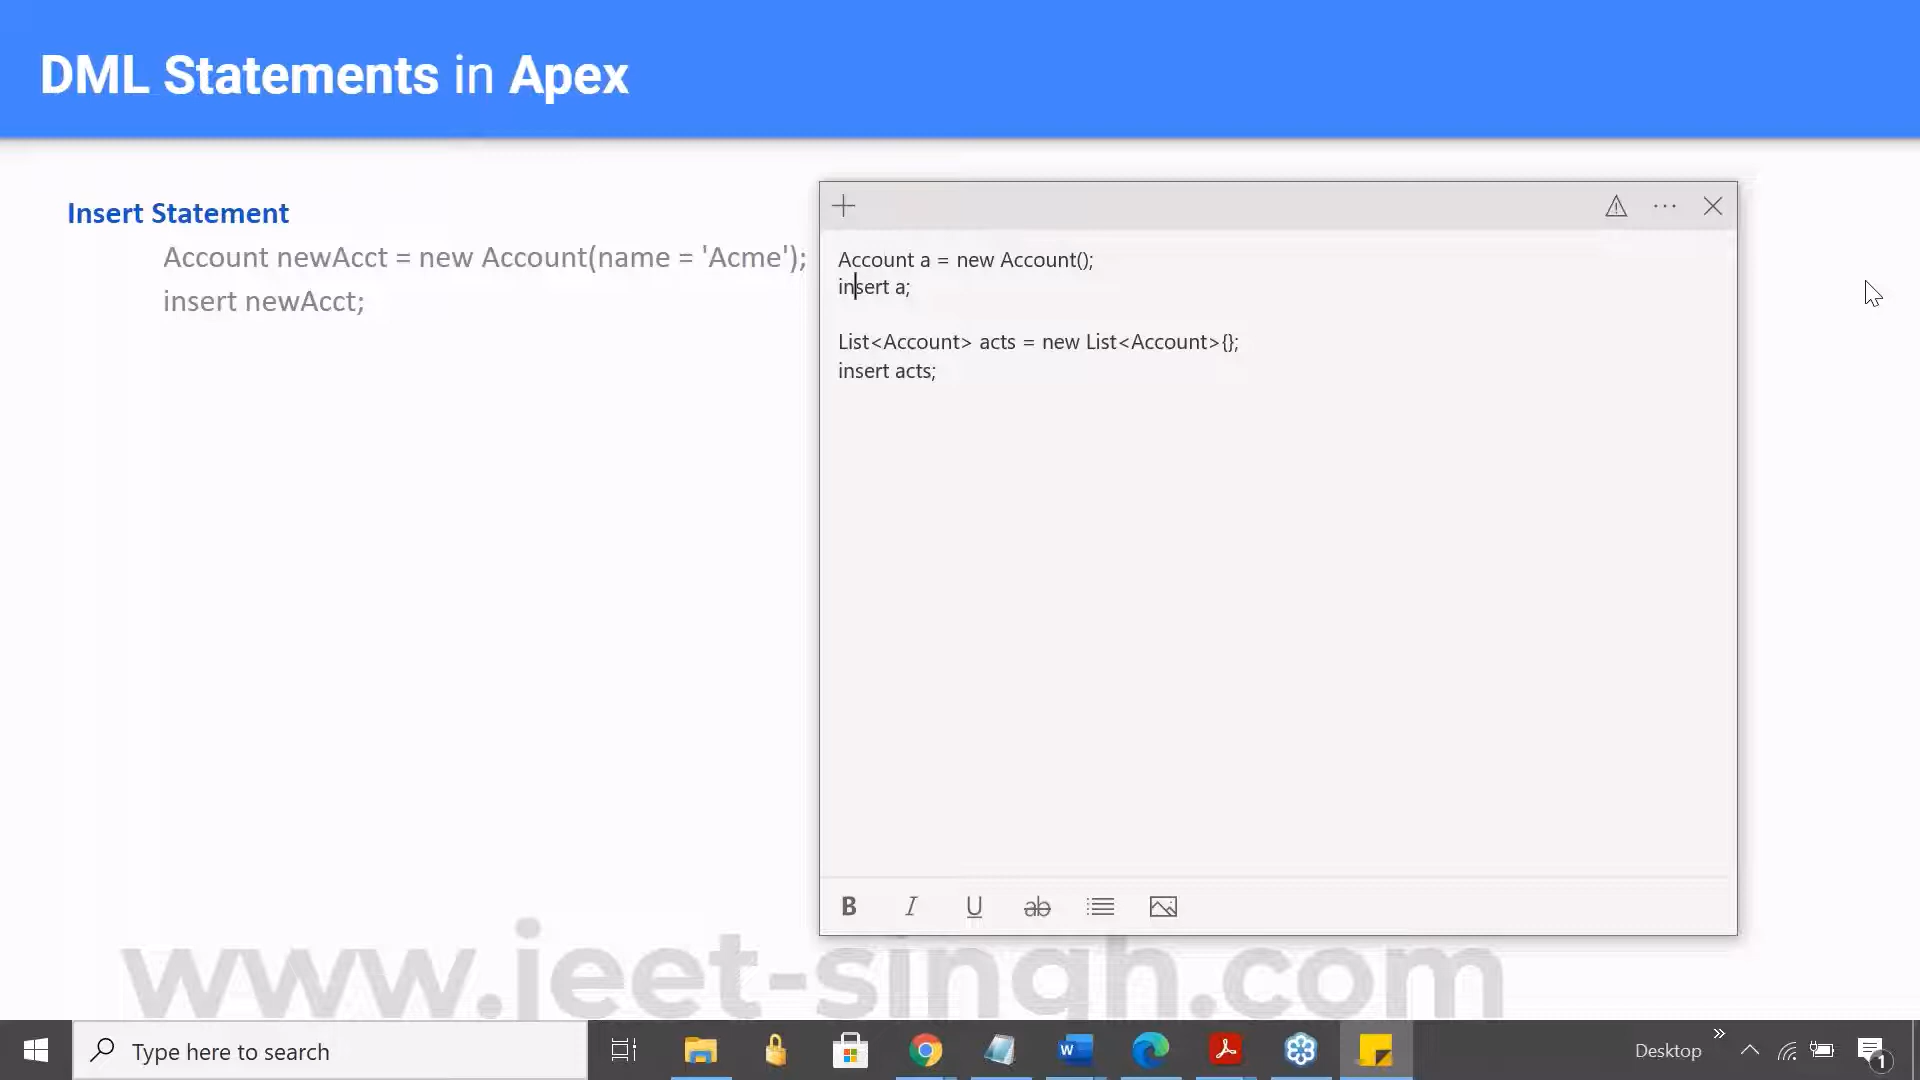 DML Statements in Apex
Insert Statement
Account newAcct = new Account(name = 'Acme');
insert newAcct;
Account a = new Account();
insert a;
List<Account> acts = new List<Account>{};
insert acts;
B I U ab
www.jeet-singh.com
Type here to search
Desktop
1